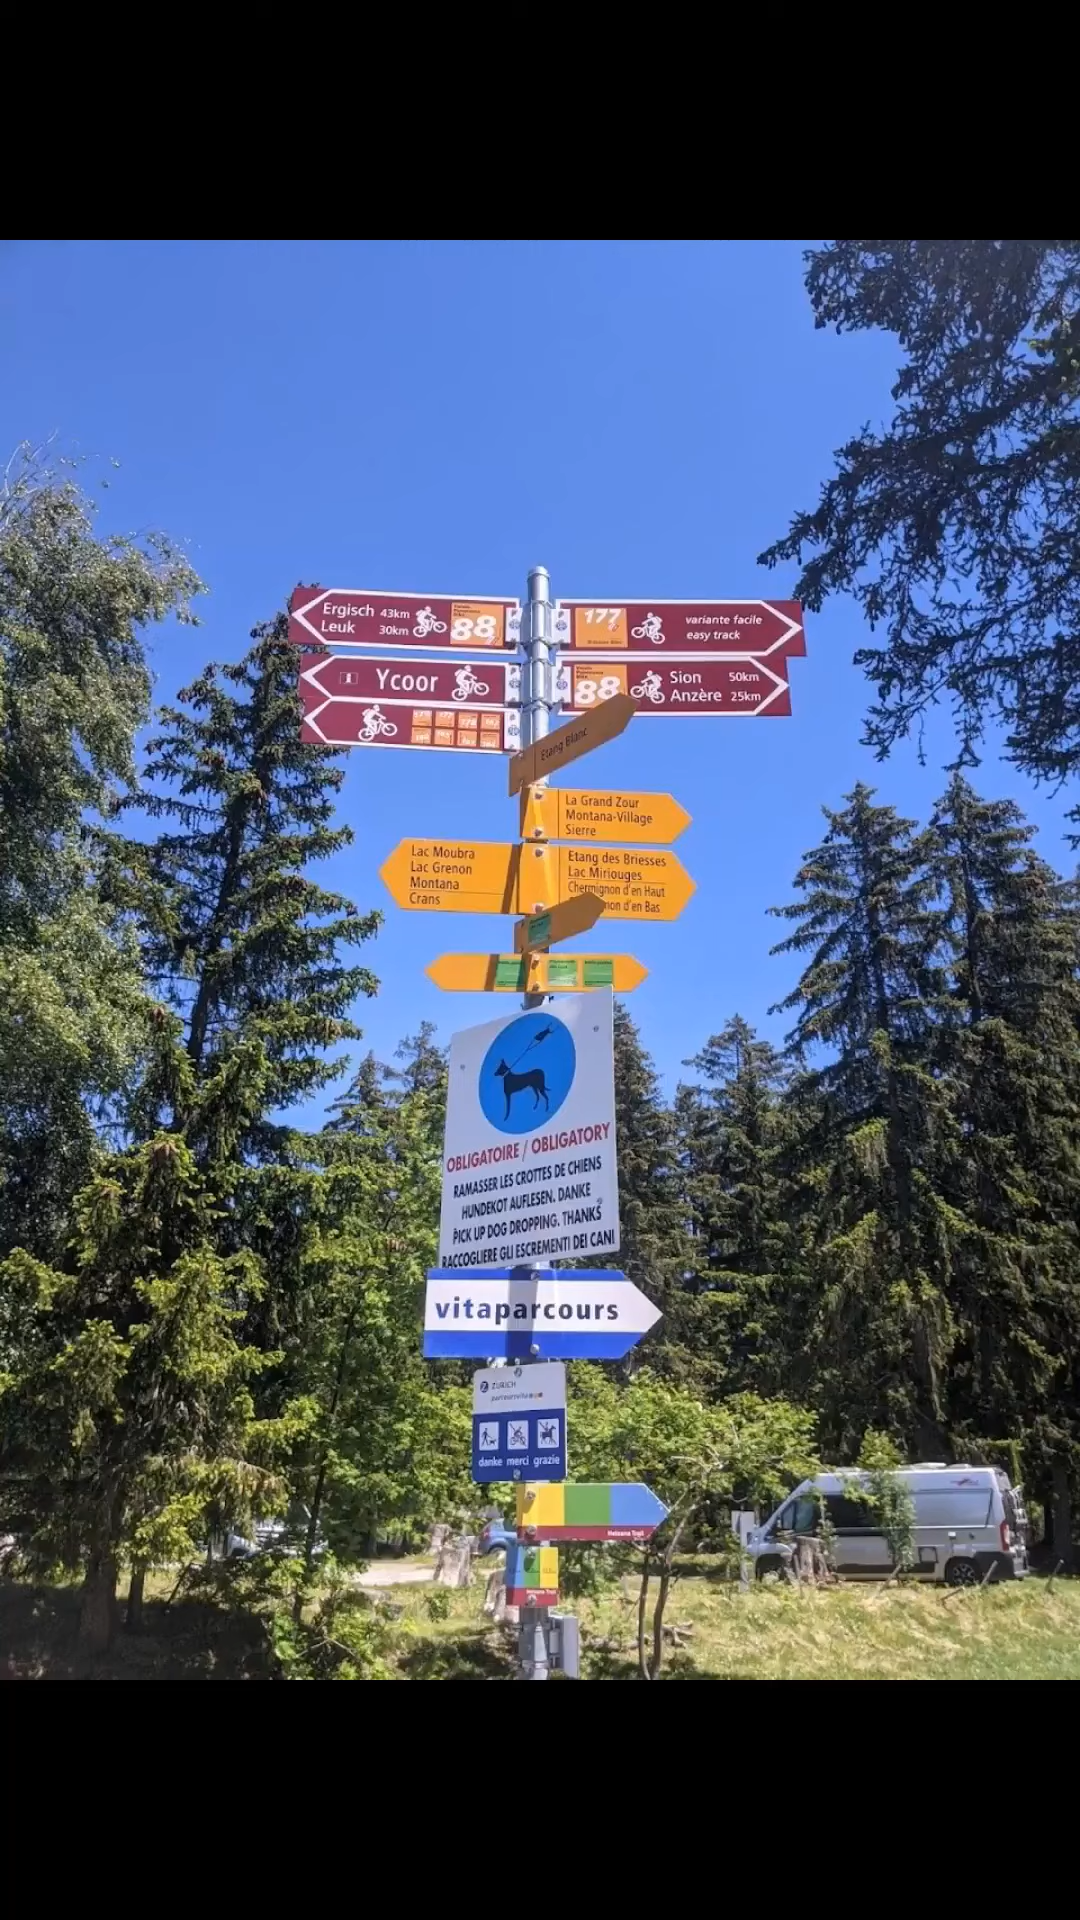 Ergisch 43km
Leuk 30km
88
177
variante facile
easy track
Ycoor
88
Sion 50km
Anzère 25km
Etang Blanc
La Grand Zour
Montana-Village
Sierre
Lac Moubra
Lac Grenon
Montana
Crans
Etang des Briesses
Lac Miriouges
Chermignon d'en Haut
non d'en Bas
OBLIGATOIRE / OBLIGATORY
RAMASSER LES CROTTES DE CHIENS
HUNDEKOT AUFLESEN. DANKE
PICK UP DOG DROPPING. THANKS
RACCOGLIERE GLI ESCREMENTI DEI CANI
vitaparcours
ZURICH
parcoursvita
danke merci grazie